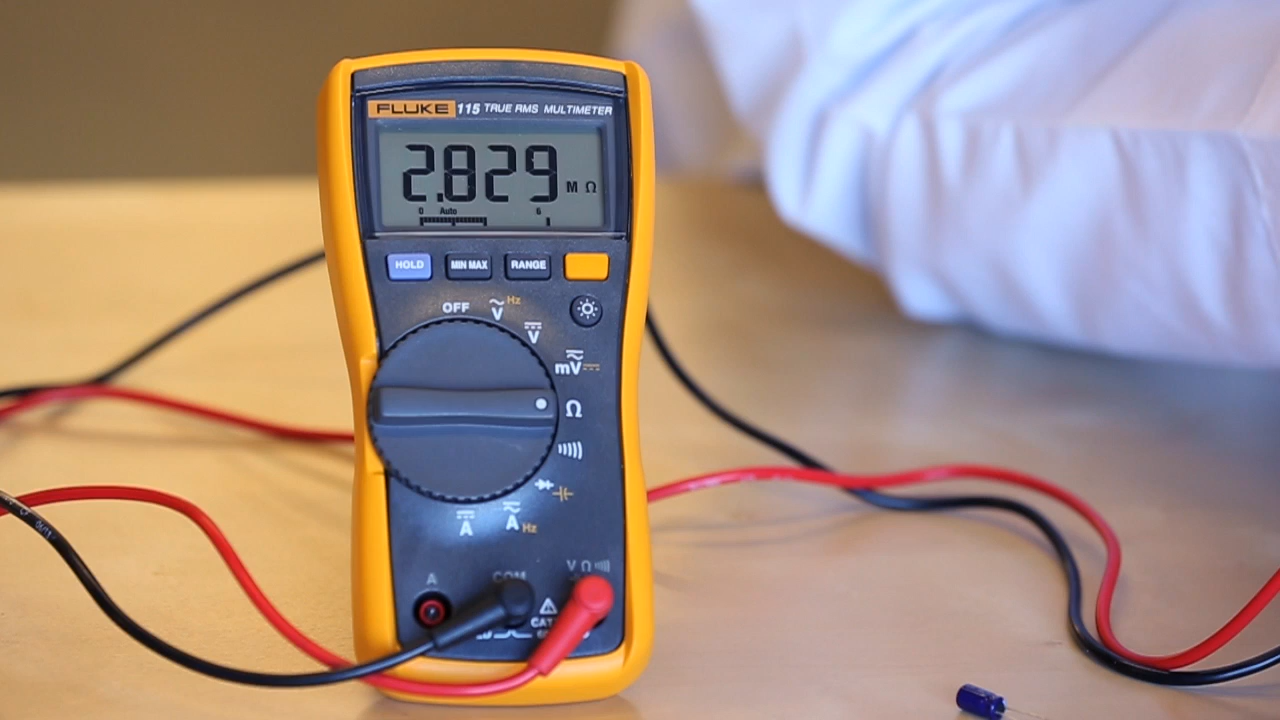 FLUKE 115 TRUE RMS MULTIMETER
2.829 M Ω
0 Auto 6
HOLD MIN MAX RANGE
OFF
V Hz
V
mV
Ω
A
A Hz
A COM V Ω
CAT